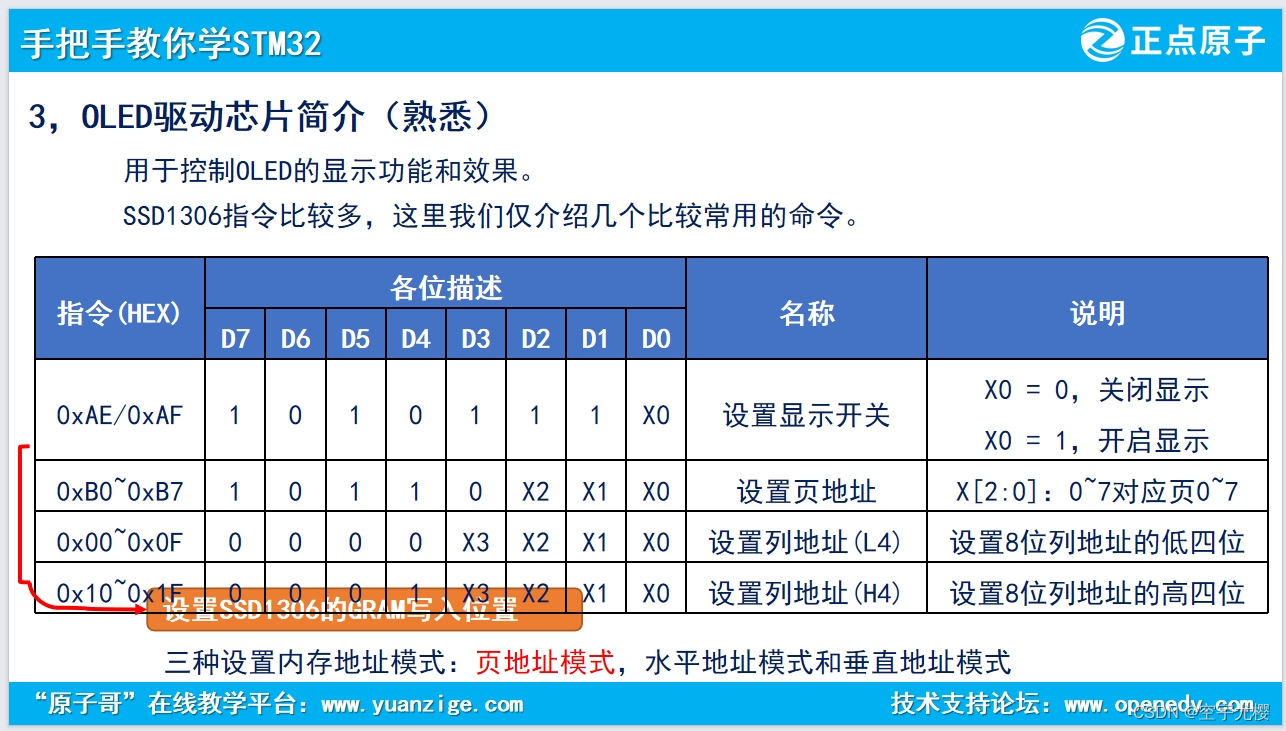 手把手教你学STM32
正点原子
3，OLED驱动芯片简介（熟悉）
用于控制OLED的显示功能和效果。
SSD1306指令比较多，这里我们仅介绍几个比较常用的命令。
指令(HEX) 各位描述 名称 说明
D7 D6 D5 D4 D3 D2 D1 D0
0xAE/0xAF 1 0 1 0 1 1 1 X0 设置显示开关 X0 = 0，关闭显示
X0 = 1，开启显示
0xB0~0xB7 1 0 1 1 0 X2 X1 X0 设置页地址 X[2:0]：0~7对应页0~7
0x00~0x0F 0 0 0 0 X3 X2 X1 X0 设置列地址(L4) 设置8位列地址的低四位
0x10~0x1F 0 0 0 1 X3 X2 X1 X0 设置列地址(H4) 设置8位列地址的高四位
设置SSD1306的GRAM写入位置
三种设置内存地址模式：页地址模式，水平地址模式和垂直地址模式
“原子哥”在线教学平台：www.yuanzige.com
技术支持论坛：www.openedv.com
CSDN